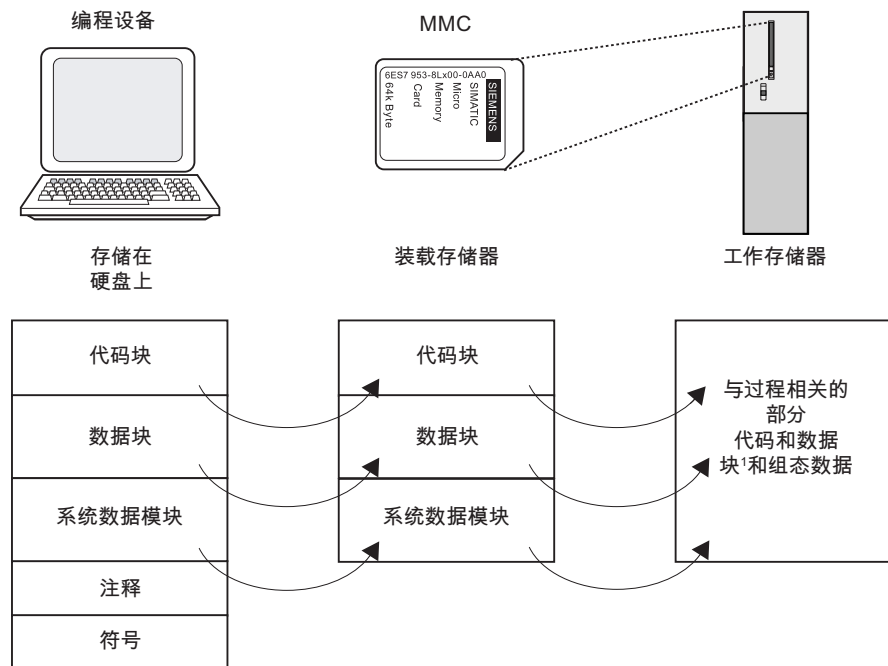 编程设备
MMC
6ES7 953-8Lx00-0AA0
SIEMENS
SIMATIC
Micro
Memory
Card
64k Byte
存储在
硬盘上
装载存储器
工作存储器
代码块
数据块
系统数据模块
注释
符号
代码块
数据块
系统数据模块
与过程相关的
部分
代码和数据
块¹和组态数据